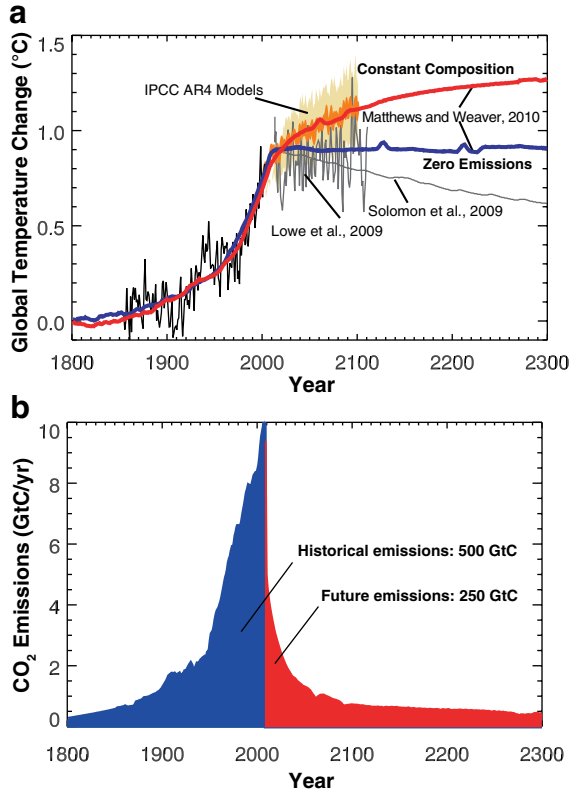 a
Global Temperature Change (°C)
1.5
1.0
0.5
0.0
IPCC AR4 Models
Constant Composition
Matthews and Weaver, 2010
Zero Emissions
Solomon et al., 2009
Lowe et al., 2009
1800 1900 2000 2100 2200 2300
Year
b
CO2 Emissions (GtC/yr)
10
8
6
4
2
0
Historical emissions: 500 GtC
Future emissions: 250 GtC
1800 1900 2000 2100 2200 2300
Year